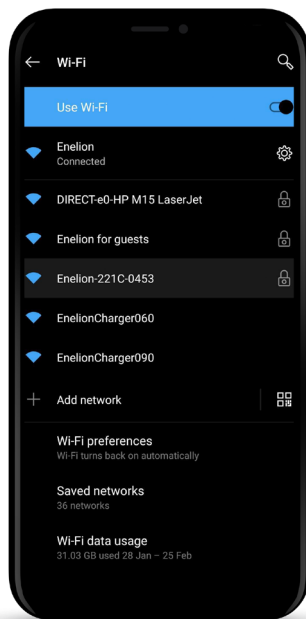 Wi-Fi
Use Wi-Fi
Enelion
Connected
DIRECT-e0-HP M15 LaserJet
Enelion for guests
Enelion-221C-0453
EnelionCharger060
EnelionCharger090
Add network
Wi-Fi preferences
Wi-Fi turns back on automatically
Saved networks
36 networks
Wi-Fi data usage
31.03 GB used 28 Jan – 25 Feb